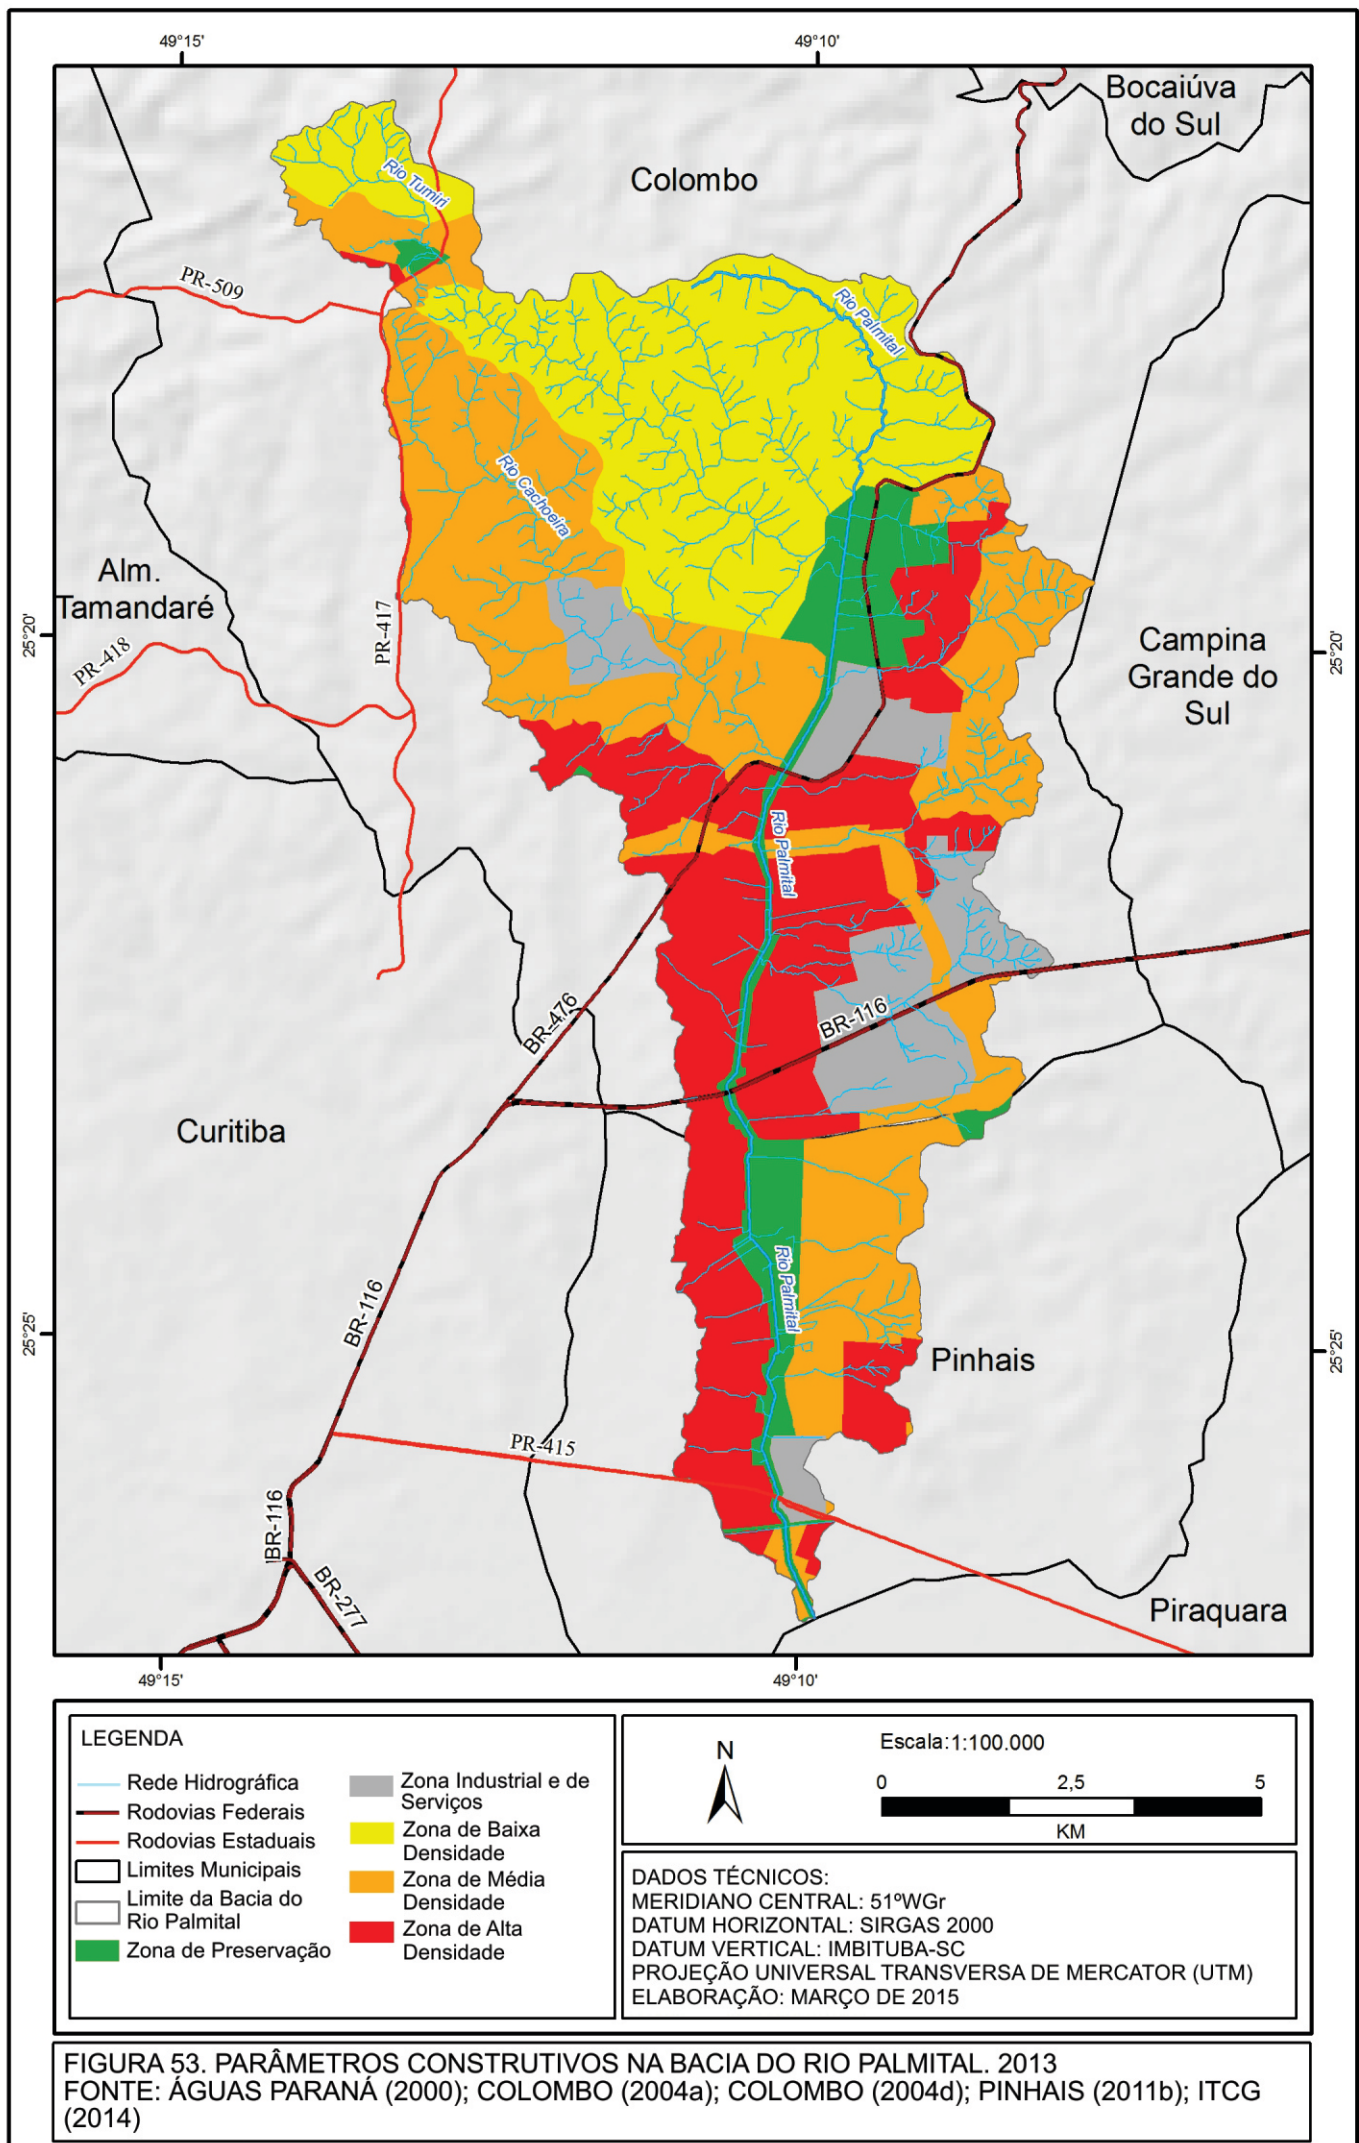 49°15'
49°10'
Bocaiúva
do Sul
Colombo
Rio Tumiri
PR-509
Rio Palmital
Rio Cachoeira
Alm.
Tamandaré
PR-417
25°20'
25°20'
PR-418
Campina
Grande do
Sul
Rio Palmital
BR-476
BR-116
Curitiba
BR-116
Rio Palmital
25°25'
25°25'
Pinhais
PR-415
BR-116
BR-277
Piraquara
49°15'
49°10'
LEGENDA
Rede Hidrográfica
Rodovias Federais
Rodovias Estaduais
Limites Municipais
Limite da Bacia do
Rio Palmital
Zona de Preservação
Zona Industrial e de
Serviços
Zona de Baixa
Densidade
Zona de Média
Densidade
Zona de Alta
Densidade
N
Escala:1:100.000
0 2,5 5
KM
DADOS TÉCNICOS:
MERIDIANO CENTRAL: 51ºWGr
DATUM HORIZONTAL: SIRGAS 2000
DATUM VERTICAL: IMBITUBA-SC
PROJEÇÃO UNIVERSAL TRANSVERSA DE MERCATOR (UTM)
ELABORAÇÃO: MARÇO DE 2015
FIGURA 53. PARÂMETROS CONSTRUTIVOS NA BACIA DO RIO PALMITAL. 2013
FONTE: ÁGUAS PARANÁ (2000); COLOMBO (2004a); COLOMBO (2004d); PINHAIS (2011b); ITCG
(2014)